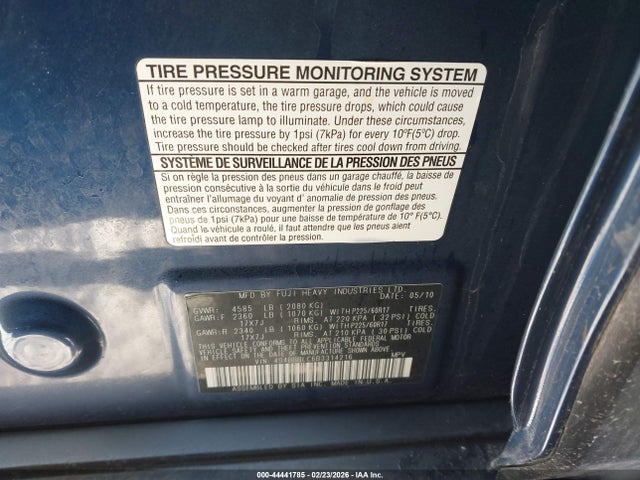 TIRE PRESSURE MONITORING SYSTEM
If tire pressure is set in a warm garage, and the vehicle is moved
to a cold temperature, the tire pressure drops, which could cause
the tire pressure lamp to illuminate. Under these circumstances,
increase the tire pressure by 1psi (7kPa) for every 10°F(5°C) drop.
Tire pressure should be checked after tires cool down from driving.
SYSTÈME DE SURVEILLANCE DE LA PRESSION DES PNEUS
Si on règle la pression des pneus dans un garage chauffé, la baisse de
pression consécutive à la sortie du véhicule dans le froid peut
entraîner l'allumage du voyant d' anomalie de pression des pneus.
Dans ces circonstances, augmenter la pression de gonflage des
pneus de 1psi (7kPa) pour une baisse de température de 10° F(5°C).
Quand le véhicule a roulé, il faut attendre que les pneus aient
refroidi avant d'en contrôler la pression.
MFD BY FUJI HEAVY INDUSTRIES LTD.
DATE: 05/10
GVWR: 4585 LB (2080 KG)
GAWR:F 2360 LB (1070 KG) WITH P225/60R17 TIRES,
17X7J RIMS, AT 220 KPA (32 PSI) COLD
GAWR:R 2340 LB (1060 KG) WITH P225/60R17 TIRES,
17X7J RIMS, AT 210 KPA (30 PSI) COLD
THIS VEHICLE CONFORMS TO ALL APPLICABLE FEDERAL MOTOR
VEHICLE SAFETY, BUMPER, AND THEFT PREVENTION STANDARDS
IN EFFECT ON THE DATE OF MANUFACTURE SHOWN ABOVE.
VIN: MPV
ASSEMBLED BY SIA INC. MADE IN U.S.A.
000-44441785 - 02/23/2026 - Copyright © IAA, LLC